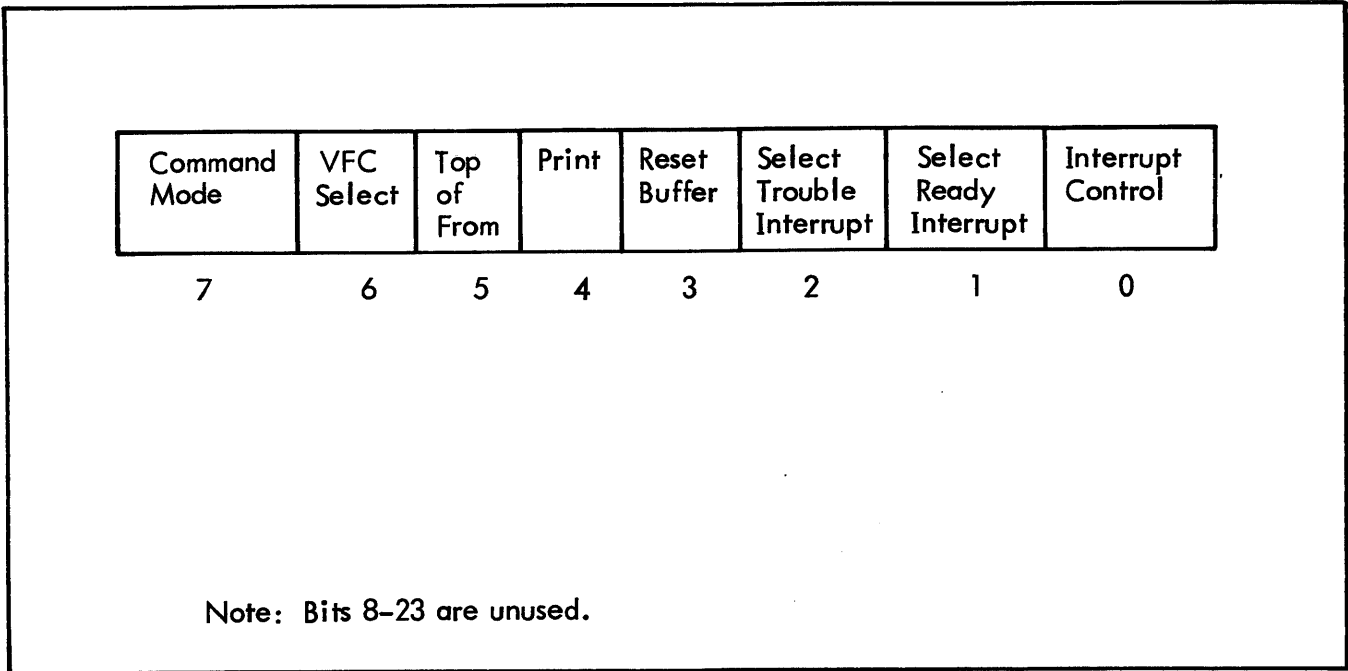 Command Mode
VFC Select
Top of From
Print
Reset Buffer
Select Trouble Interrupt
Select Ready Interrupt
Interrupt Control
7 6 5 4 3 2 1 0
Note: Bits 8-23 are unused.